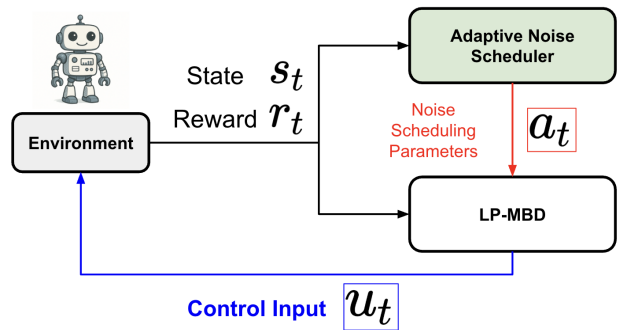 Adaptive Noise
Scheduler
State s_t
Reward r_t
Noise
Scheduling
Parameters
a_t
Environment
LP-MBD
Control Input u_t